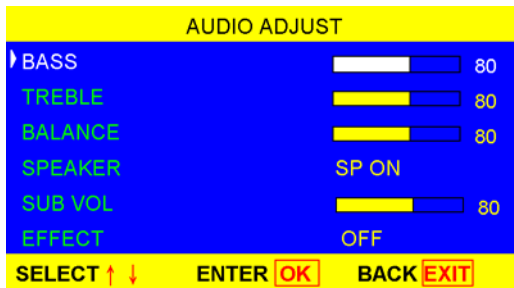 AUDIO ADJUST
BASS 80
TREBLE 80
BALANCE 80
SPEAKER SP ON
SUB VOL 80
EFFECT OFF
SELECT ↑ ↓ ENTER OK BACK EXIT